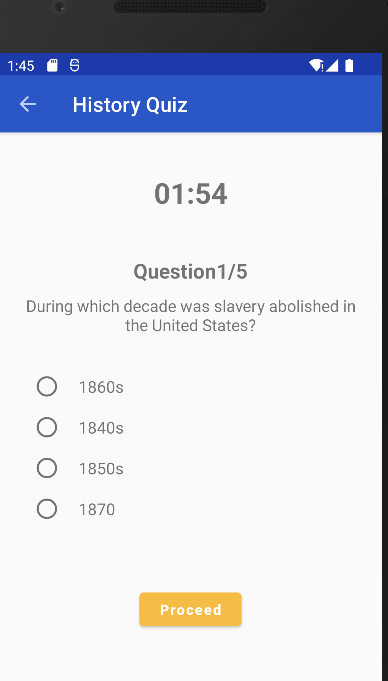 1:45
History Quiz
01:54
Question1/5
During which decade was slavery abolished in
the United States?
1860s
1840s
1850s
1870
Proceed